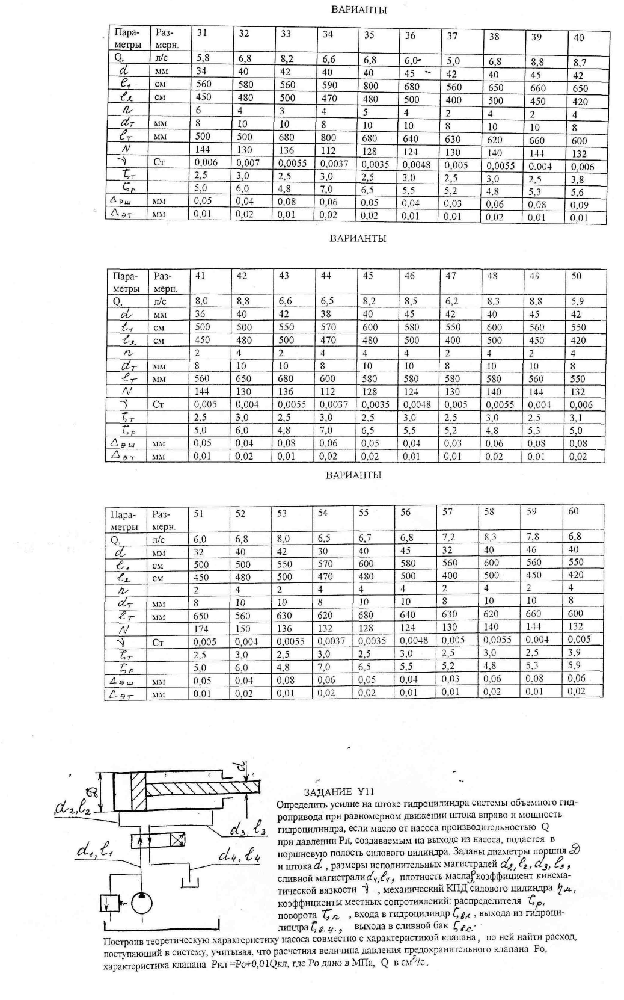 ВАРИАНТЫ
Пара- метры Раз- мерн. 31 32 33 34 35 36 37 38 39 40
Q, л/с 5,8 6,8 8,2 6,6 6,8 6,0 5,0 6,8 8,8 8,7
d мм 34 40 42 40 40 45 42 40 45 42
ℓ₁ см 560 580 560 590 800 680 560 650 660 650
ℓ₂ см 450 480 500 470 480 500 400 500 450 420
n 6 4 3 4 5 4 2 4 2 4
dт мм 8 10 10 8 10 10 8 10 10 8
ℓт мм 500 500 680 800 680 640 630 620 660 600
N 144 130 136 112 128 124 130 140 144 132
ν Ст 0,006 0,007 0,0055 0,0037 0,0035 0,0048 0,005 0,0055 0,004 0,006
ζт 2,5 3,0 2,5 3,0 2,5 3,0 2,5 3,0 2,5 3,8
ζр 5,0 6,0 4,8 7,0 6,5 5,5 5,2 4,8 5,3 5,6
Δэш мм 0,05 0,04 0,08 0,06 0,05 0,04 0,03 0,06 0,08 0,09
Δэт мм 0,01 0,02 0,01 0,02 0,02 0.01 0,01 0,02 0,01 0,01
ВАРИАНТЫ
Пара- метры Раз- мерн. 41 42 43 44 45 46 47 48 49 50
Q, л/с 8,0 8,8 6,6 6,5 8,2 8,5 6,2 8,3 8,8 5,9
d мм 36 40 42 38 40 45 42 40 45 42
ℓ₁ см 500 500 550 570 600 580 550 600 560 550
ℓ₂ см 450 480 500 470 480 500 400 500 450 420
n 2 4 2 4 4 4 2 4 2 4
dт мм 8 10 10 8 10 10 8 10 10 8
ℓт мм 560 650 680 600 580 580 580 580 560 550
N 144 130 136 112 128 124 130 140 144 132
ν Ст 0,005 0,004 0,0055 0,0037 0,0035 0,0048 0,005 0,0055 0,004 0,006
ζт 2,5 3,0 2,5 3,0 2,5 3,0 2,5 3,0 2.5 3,1
ζр 5,0 6,0 4,8 7,0 6,5 5,5 5,2 4,8 5,3 5,0
Δэш мм 0,05 0,04 0,08 0,06 0,05 0,04 0,03 0,06 0,08 0,08
Δэт мм 0,01 0,02 0,01 0,02 0,02 0,01 0,01 0,02 0,01 0,02
ВАРИАНТЫ
Пара- метры Раз- мерн. 51 52 53 54 55 56 57 58 59 60
Q, л/с 6,0 6,8 8,0 6,5 6,7 6,8 7,2 8,3 7,8 6,8
d мм 32 40 42 30 40 45 32 40 46 40
ℓ₁ см 500 500 550 570 600 580 560 600 560 550
ℓ₂ см 450 480 500 470 480 500 400 500 450 420
n 2 4 2 4 4 4 2 4 2 4
dт мм 8 10 10 8 10 10 8 10 10 8
ℓт мм 650 560 630 620 680 640 630 620 660 600
N 174 150 136 132 128 124 130 140 144 132
ν Ст 0,005 0,004 0,0055 0,0037 0,0035 0,0048 0,005 0,0055 0,004 0,005
ζт 2,5 3,0 2,5 3,0 2,5 3,0 2,5 3,0 2.5 3,9
ζр 5,0 6,0 4,8 7,0 6,5 5,5 5,2 4,8 5,3 5,9
Δэш мм 0,05 0,04 0,08 0,06 0,05 0,04 0,03 0,06 0,08 0,06
Δэт мм 0,01 0,02 0,01 0,02 0,02 0,01 0,01 0,02 0.01 0,02
D
d
d₂, ℓ₂
d₃, ℓ₃
d₁, ℓ₁
d₄, ℓ₄
ЗАДАНИЕ Y11
Определить усилие на штоке гидроцилиндра системы объемного гид-
ропривода при равномерном движении штока вправо и мощность
гидроцилиндра, если масло от насоса производительностью Q
при давлении Рн, создаваемым на выходе из насоса, подается в
поршневую полость силового цилиндра. Заданы диаметры поршня D
и штока d , размеры исполнительных магистралей d₂, ℓ₂, d₃, ℓ₃,
сливной магистрали d₄, ℓ₄, плотность масла ρ, коэффициент кинема-
тической вязкости ν , механический КПД силового цилиндра ημ,
коэффициенты местных сопротивлений: распределителя ζр,
поворота ζп , входа в гидроцилиндр ζвх , выхода из гидроци-
линдра ζв.ц., выхода в сливной бак ζвс.
Построив теоретическую характеристику насоса совместно с характеристикой клапана, по ней найти расход,
поступающий в систему, учитывая, что расчетная величина давления предохранительного клапана Ро,
характеристика клапана Ркл =Ро+0,01Qкл, где Ро дано в МПа, Q в см³/с.